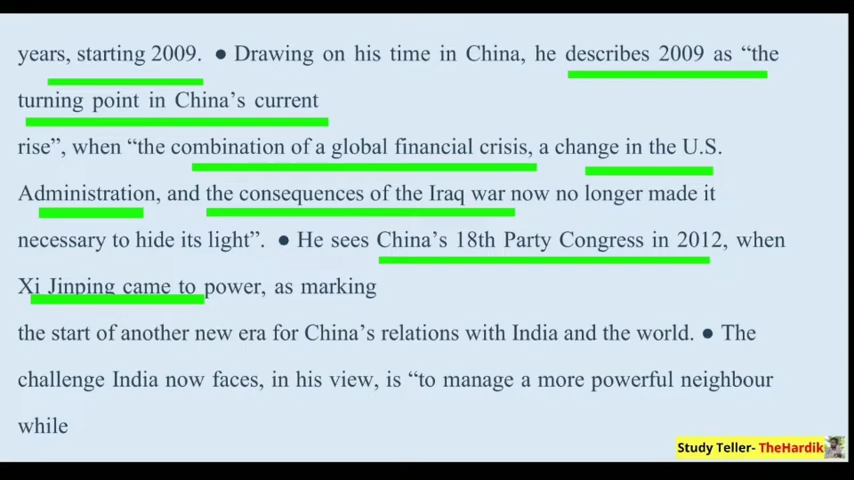 years, starting 2009. ● Drawing on his time in China, he describes 2009 as “the
turning point in China’s current
rise”, when “the combination of a global financial crisis, a change in the U.S.
Administration, and the consequences of the Iraq war now no longer made it
necessary to hide its light”. ● He sees China’s 18th Party Congress in 2012, when
Xi Jinping came to power, as marking
the start of another new era for China’s relations with India and the world. ● The
challenge India now faces, in his view, is “to manage a more powerful neighbour
while
Study Teller- TheHardik